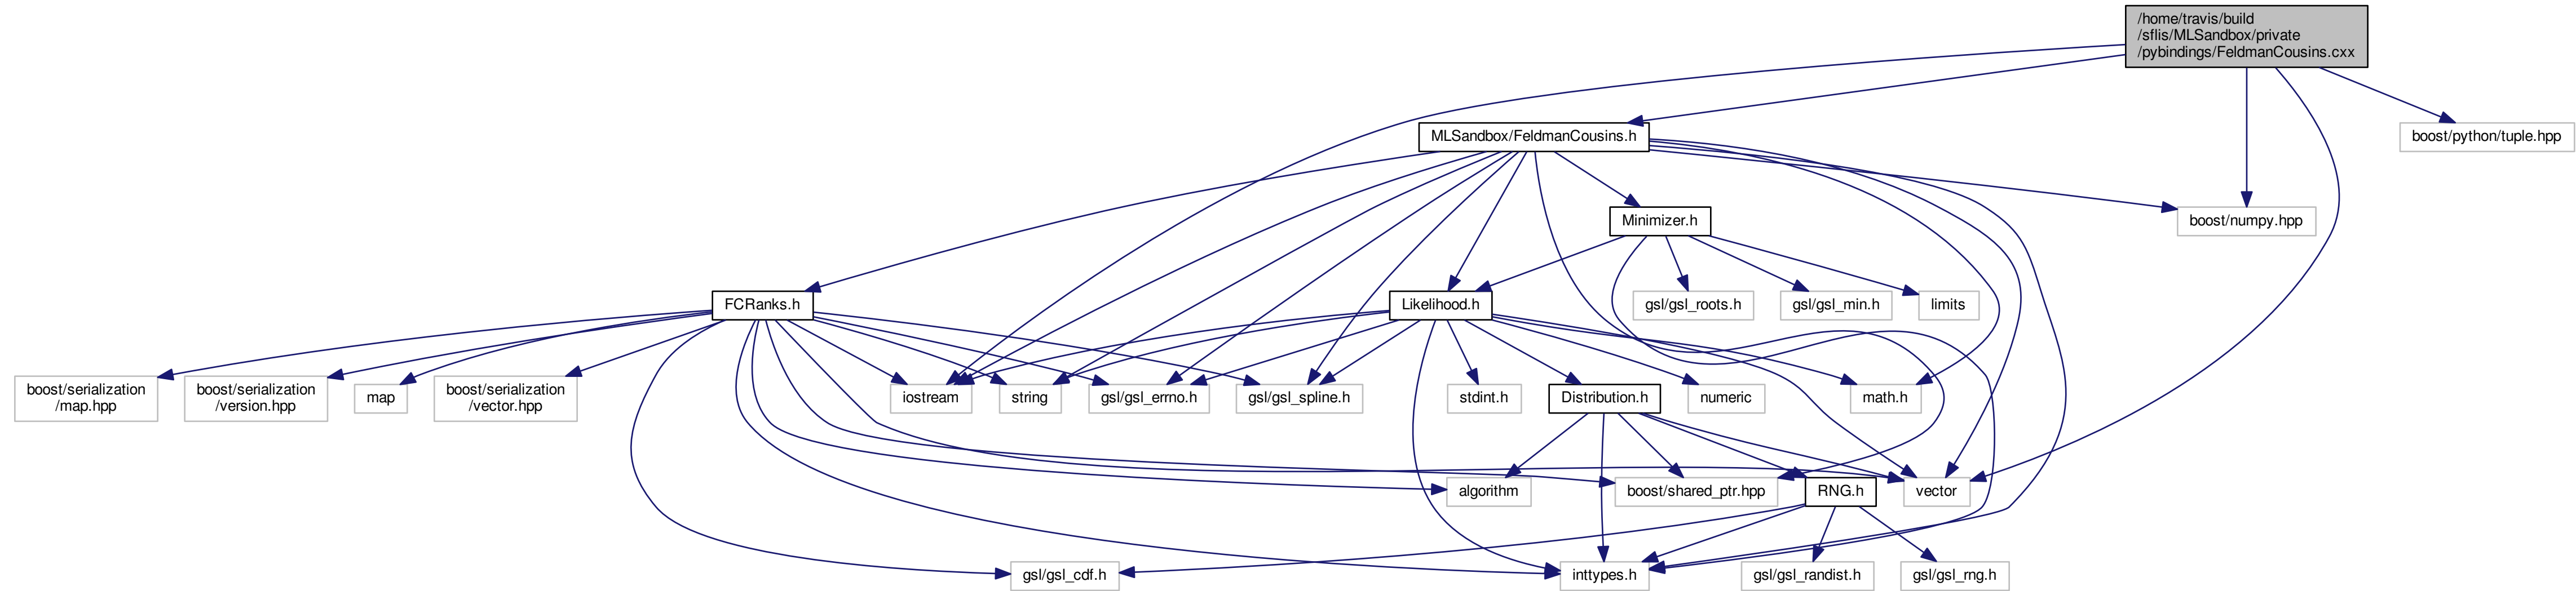 /home/travis/build
/sflis/MLSandbox/private
/pybindings/FeldmanCousins.cxx
MLSandbox/FeldmanCousins.h
boost/python/tuple.hpp
Minimizer.h
boost/numpy.hpp
FCRanks.h
Likelihood.h
gsl/gsl_roots.h
gsl/gsl_min.h
limits
boost/serialization
/map.hpp
boost/serialization
/version.hpp
map
boost/serialization
/vector.hpp
iostream
string
gsl/gsl_errno.h
gsl/gsl_spline.h
stdint.h
Distribution.h
numeric
math.h
algorithm
boost/shared_ptr.hpp
RNG.h
vector
gsl/gsl_cdf.h
inttypes.h
gsl/gsl_randist.h
gsl/gsl_rng.h